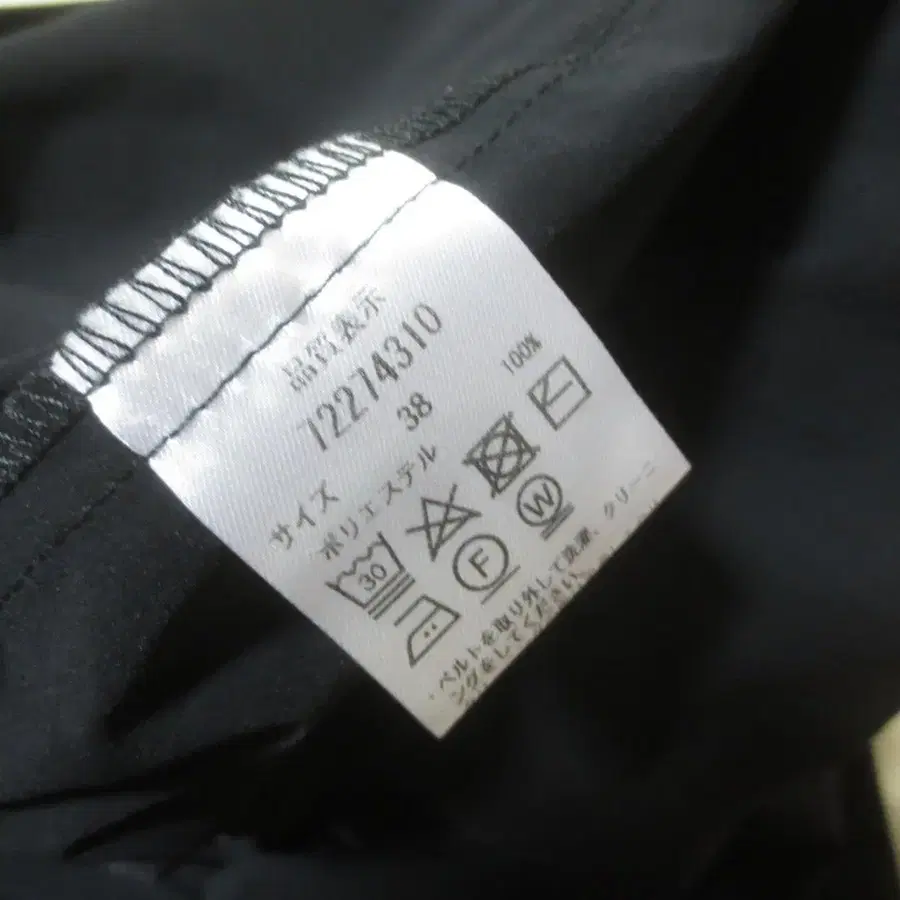 品質表示
72274310
サイズ 38
ポリエステル 100%
30
F W
・ベルトを取り外して洗濯、クリーニ
ングをしてください。